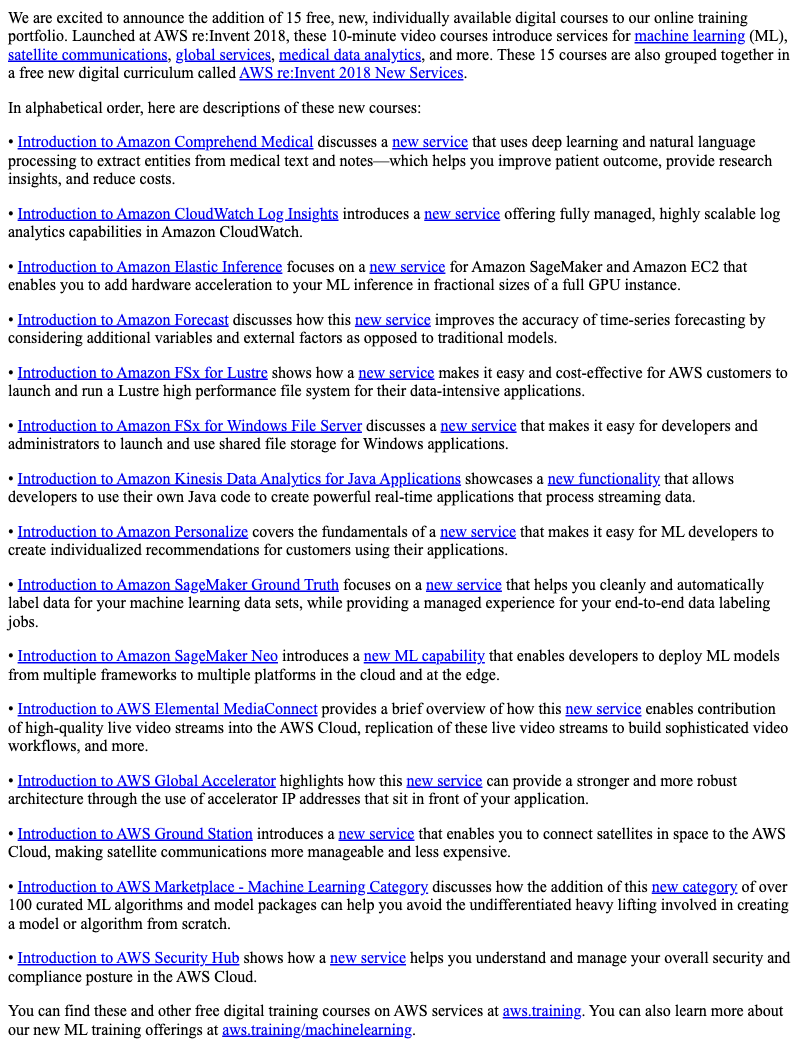 We are excited to announce the addition of 15 free, new, individually available digital courses to our online training
portfolio. Launched at AWS re:Invent 2018, these 10-minute video courses introduce services for machine learning (ML),
satellite communications, global services, medical data analytics, and more. These 15 courses are also grouped together in
a free new digital curriculum called AWS re:Invent 2018 New Services.
In alphabetical order, here are descriptions of these new courses:
• Introduction to Amazon Comprehend Medical discusses a new service that uses deep learning and natural language
processing to extract entities from medical text and notes—which helps you improve patient outcome, provide research
insights, and reduce costs.
• Introduction to Amazon CloudWatch Log Insights introduces a new service offering fully managed, highly scalable log
analytics capabilities in Amazon CloudWatch.
• Introduction to Amazon Elastic Inference focuses on a new service for Amazon SageMaker and Amazon EC2 that
enables you to add hardware acceleration to your ML inference in fractional sizes of a full GPU instance.
• Introduction to Amazon Forecast discusses how this new service improves the accuracy of time-series forecasting by
considering additional variables and external factors as opposed to traditional models.
• Introduction to Amazon FSx for Lustre shows how a new service makes it easy and cost-effective for AWS customers to
launch and run a Lustre high performance file system for their data-intensive applications.
• Introduction to Amazon FSx for Windows File Server discusses a new service that makes it easy for developers and
administrators to launch and use shared file storage for Windows applications.
• Introduction to Amazon Kinesis Data Analytics for Java Applications showcases a new functionality that allows
developers to use their own Java code to create powerful real-time applications that process streaming data.
• Introduction to Amazon Personalize covers the fundamentals of a new service that makes it easy for ML developers to
create individualized recommendations for customers using their applications.
• Introduction to Amazon SageMaker Ground Truth focuses on a new service that helps you cleanly and automatically
label data for your machine learning data sets, while providing a managed experience for your end-to-end data labeling
jobs.
• Introduction to Amazon SageMaker Neo introduces a new ML capability that enables developers to deploy ML models
from multiple frameworks to multiple platforms in the cloud and at the edge.
• Introduction to AWS Elemental MediaConnect provides a brief overview of how this new service enables contribution
of high-quality live video streams into the AWS Cloud, replication of these live video streams to build sophisticated video
workflows, and more.
• Introduction to AWS Global Accelerator highlights how this new service can provide a stronger and more robust
architecture through the use of accelerator IP addresses that sit in front of your application.
• Introduction to AWS Ground Station introduces a new service that enables you to connect satellites in space to the AWS
Cloud, making satellite communications more manageable and less expensive.
• Introduction to AWS Marketplace - Machine Learning Category discusses how the addition of this new category of over
100 curated ML algorithms and model packages can help you avoid the undifferentiated heavy lifting involved in creating
a model or algorithm from scratch.
• Introduction to AWS Security Hub shows how a new service helps you understand and manage your overall security and
compliance posture in the AWS Cloud.
You can find these and other free digital training courses on AWS services at aws.training. You can also learn more about
our new ML training offerings at aws.training/machinelearning.